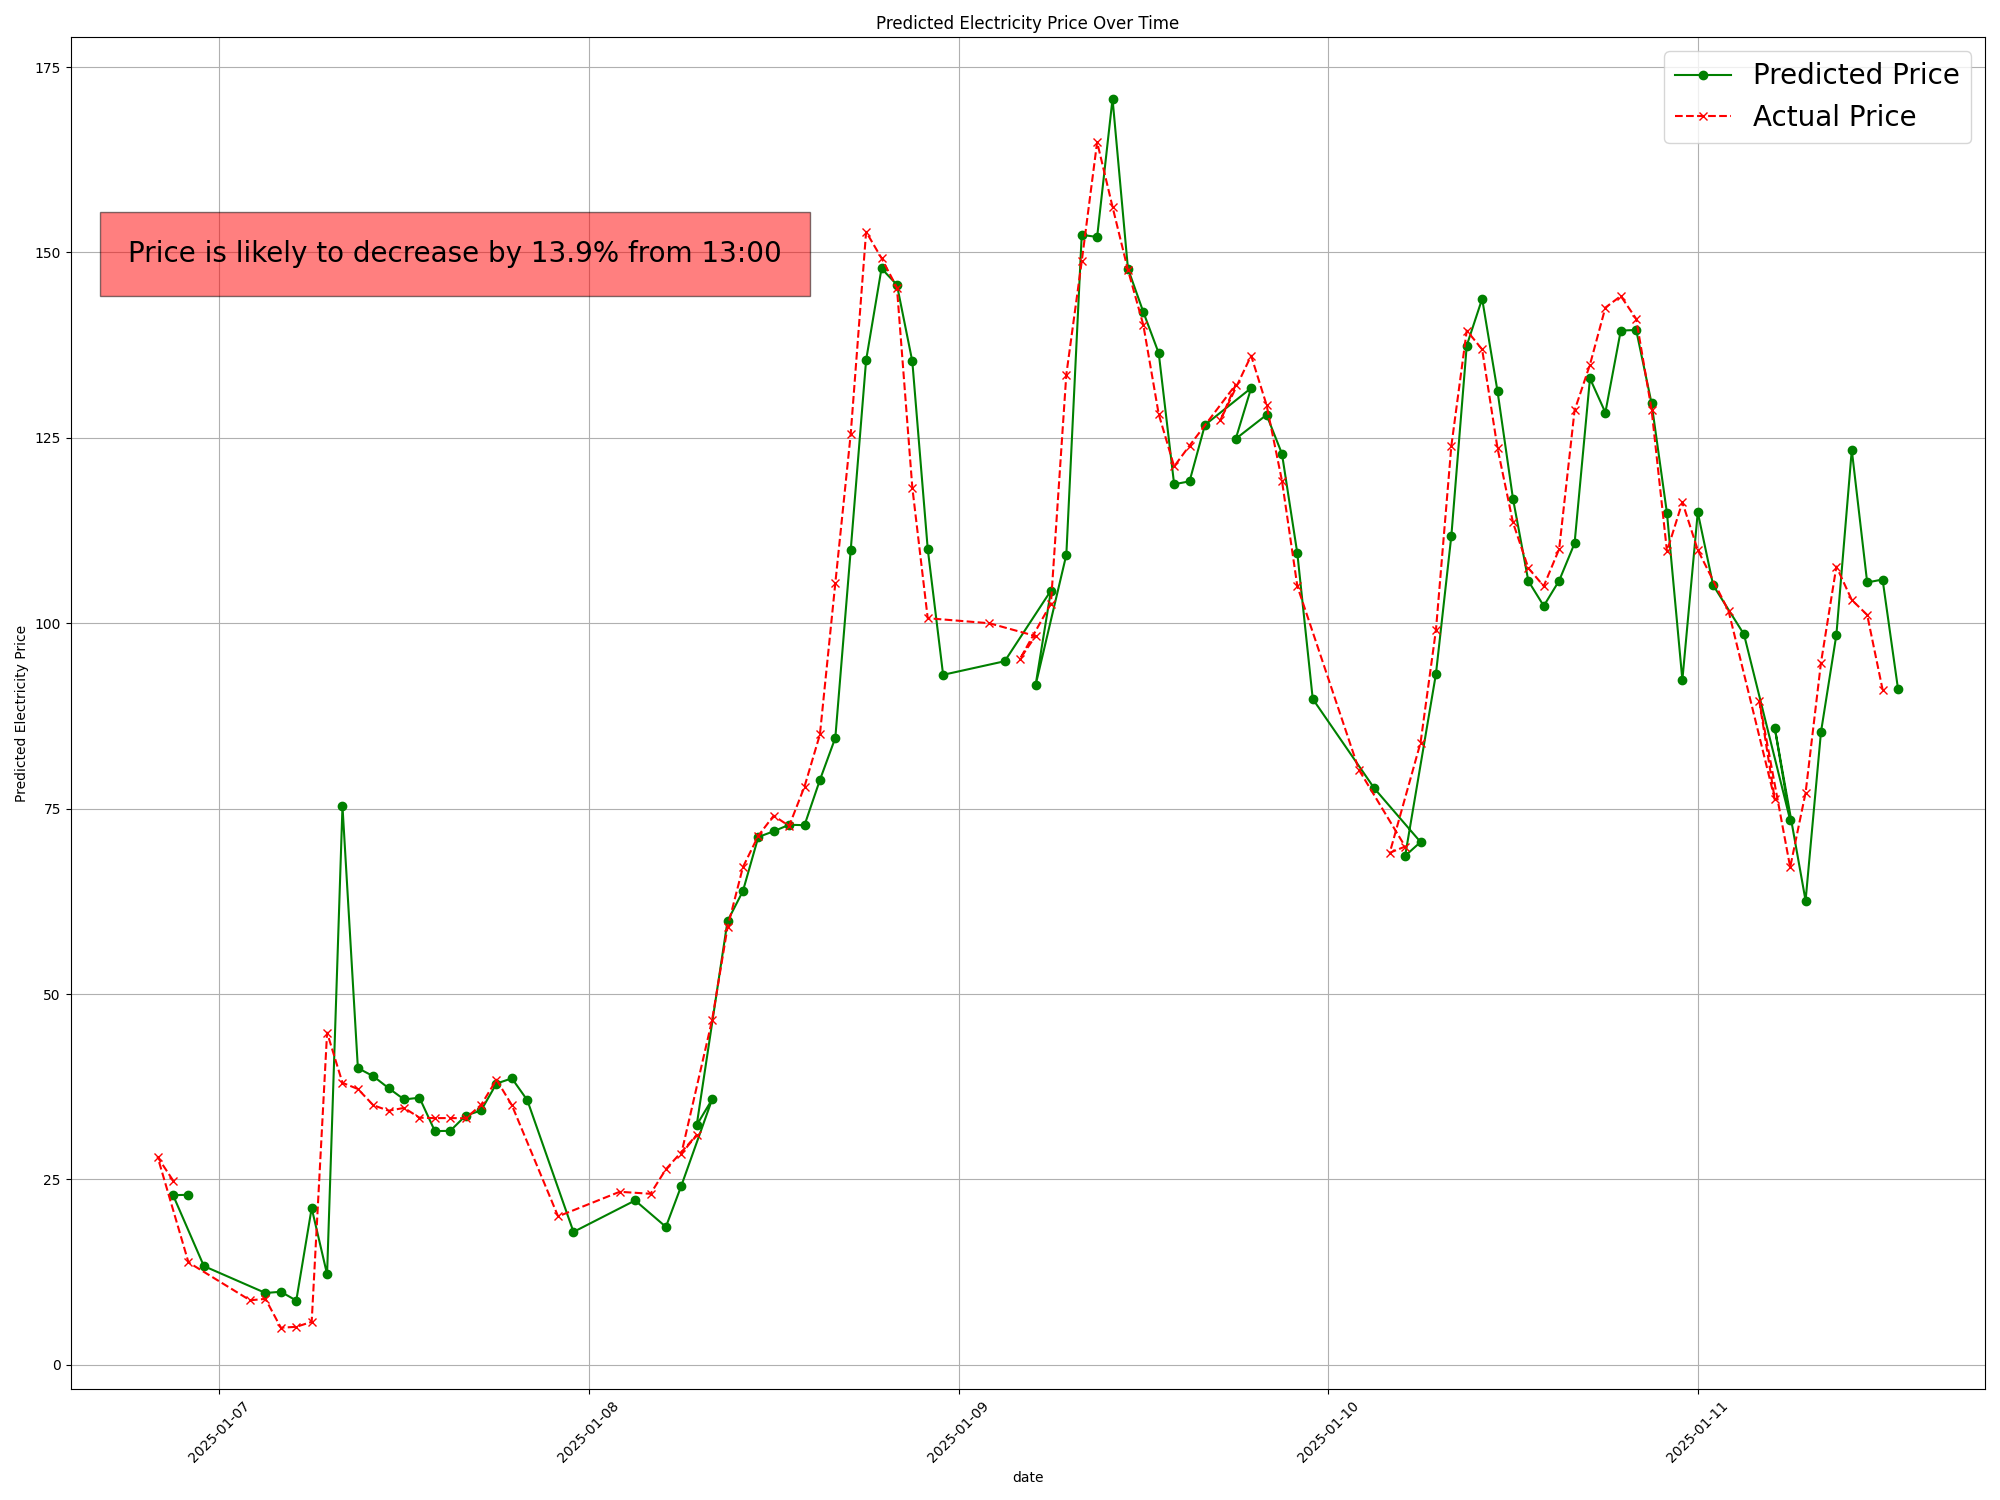 Predicted Electricity Price Over Time
Predicted Price
Actual Price
Price is likely to decrease by 13.9% from 13:00
Predicted Electricity Price
175
150
125
100
75
50
25
0
2025-01-07
2025-01-08
2025-01-09
2025-01-10
2025-01-11
date